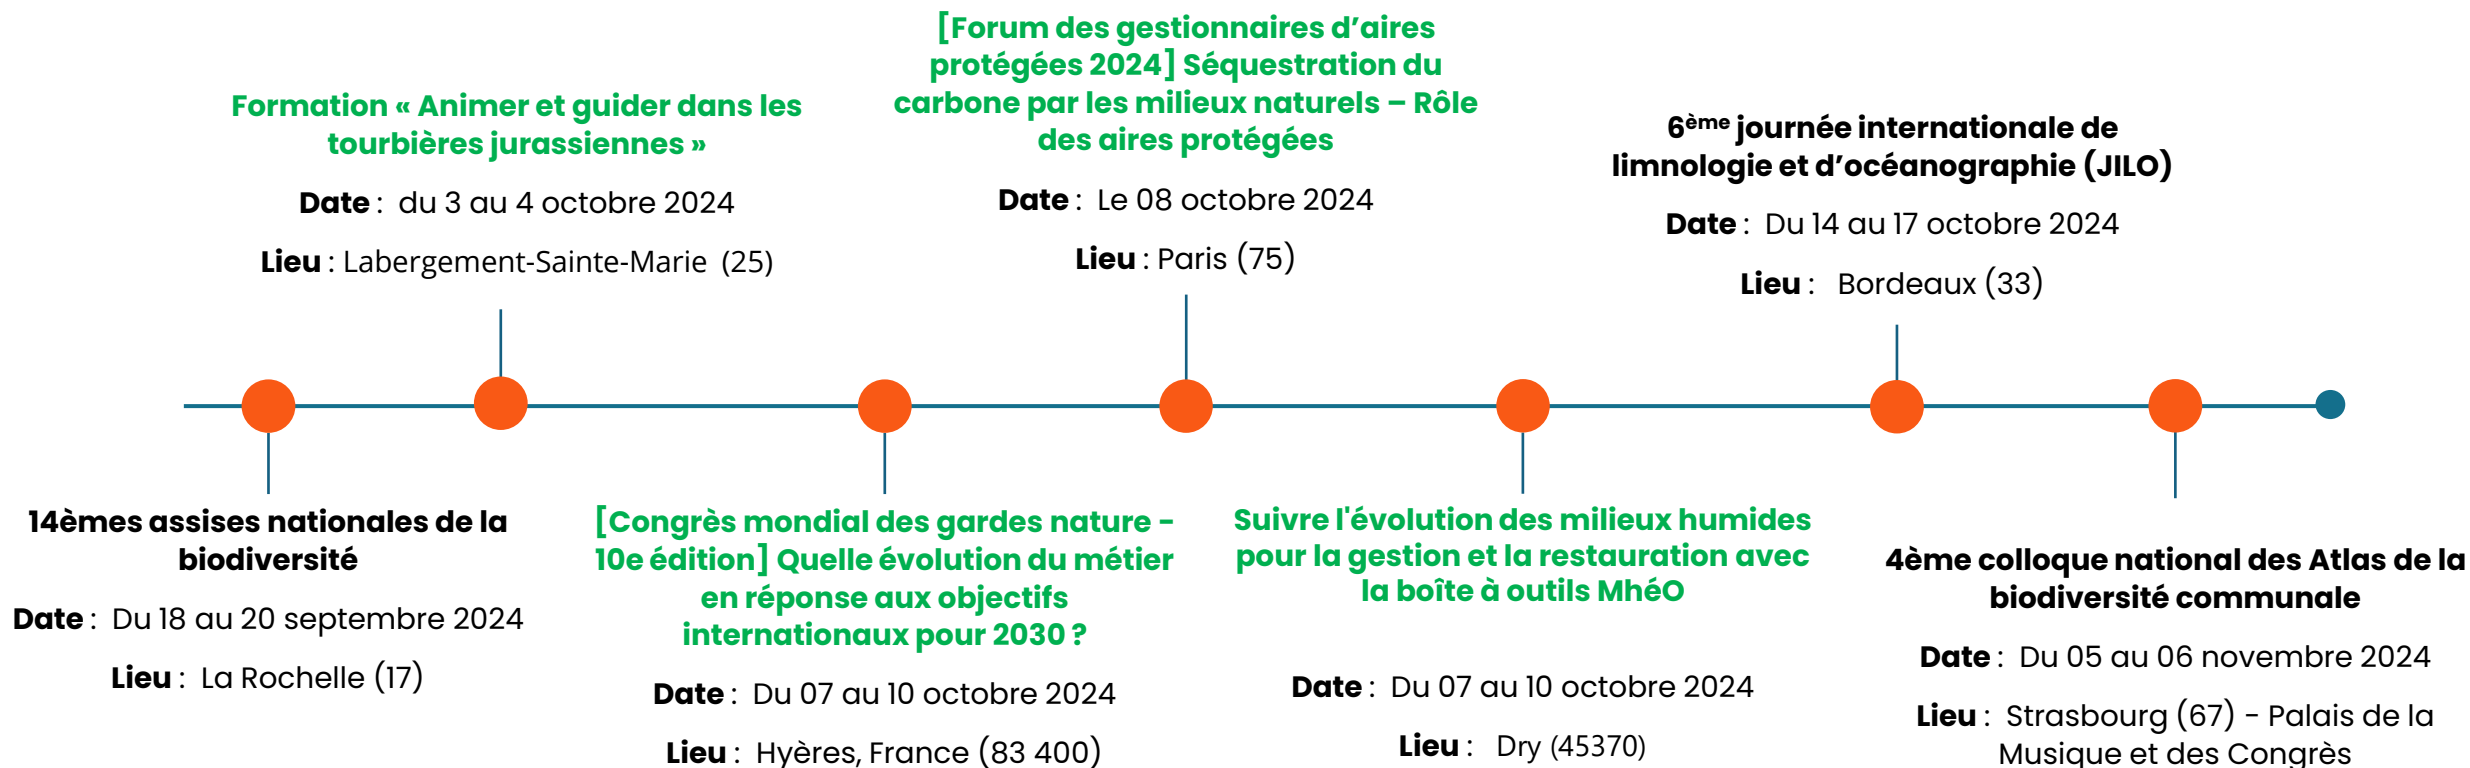 14èmes assises nationales de la
biodiversité
Date : Du 18 au 20 septembre 2024
Lieu : La Rochelle (17)
Formation « Animer et guider dans les
tourbières jurassiennes »
Date : du 3 au 4 octobre 2024
Lieu : Labergement-Sainte-Marie (25)
[Congrès mondial des gardes nature -
10e édition] Quelle évolution du métier
en réponse aux objectifs
internationaux pour 2030 ?
Date : Du 07 au 10 octobre 2024
Lieu : Hyères, France (83 400)
[Forum des gestionnaires d’aires
protégées 2024] Séquestration du
carbone par les milieux naturels – Rôle
des aires protégées
Date : Le 08 octobre 2024
Lieu : Paris (75)
Suivre l'évolution des milieux humides
pour la gestion et la restauration avec
la boîte à outils MhéO
Date : Du 07 au 10 octobre 2024
Lieu : Dry (45370)
6ème journée internationale de
limnologie et d’océanographie (JILO)
Date : Du 14 au 17 octobre 2024
Lieu : Bordeaux (33)
4ème colloque national des Atlas de la
biodiversité communale
Date : Du 05 au 06 novembre 2024
Lieu : Strasbourg (67) - Palais de la
Musique et des Congrès